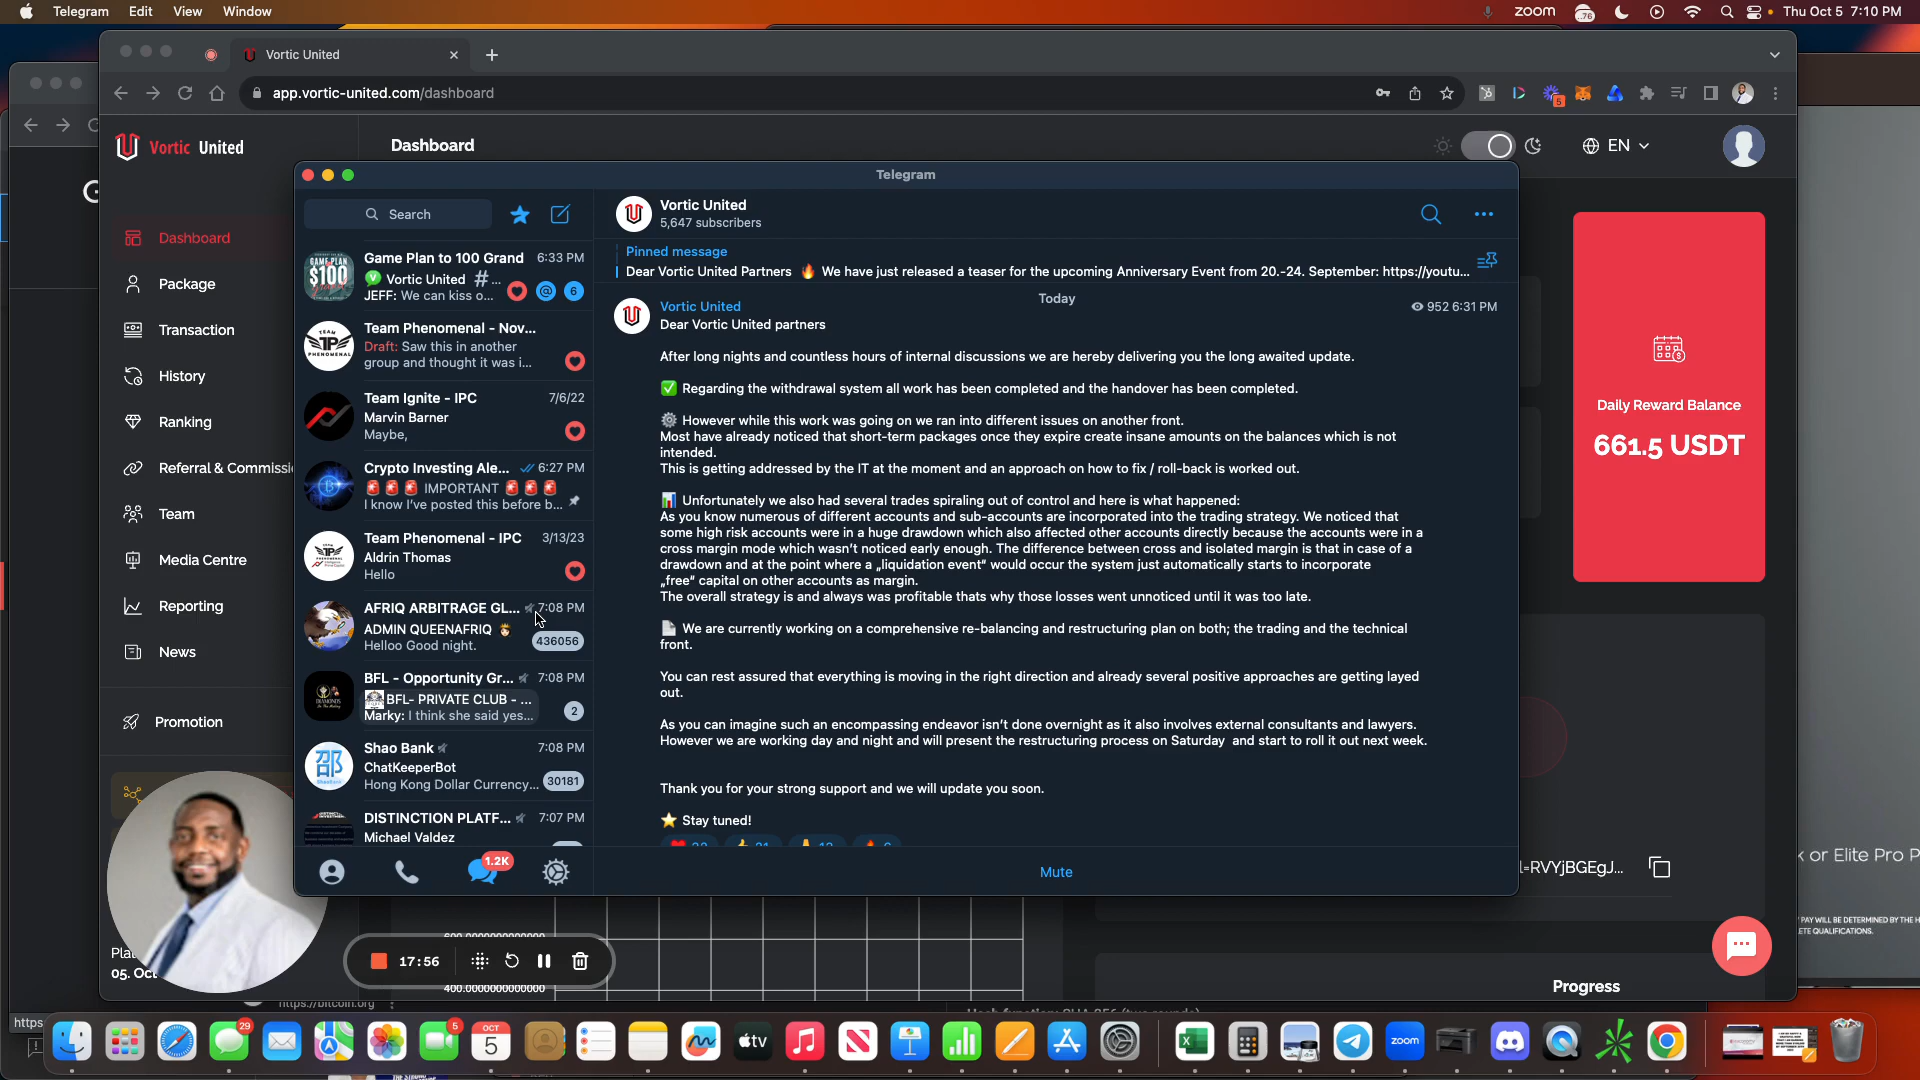 Telegram Edit View Window
zoom
76
Thu Oct 5 7:10 PM
Vortic United
app.vortic-united.com/dashboard
5
Vortic United
Dashboard
EN
Dashboard
Package
Transaction
History
Ranking
Referral & Commissi
Team
Media Centre
Reporting
News
Promotion
Telegram
Search
Game Plan to 100 Grand 6:33 PM
Vortic United # ...
JEFF: We can kiss o... @ 6
Team Phenomenal - Nov...
Draft: Saw this in another
group and thought it was i...
Team Ignite - IPC 7/6/22
Marvin Barner
Maybe,
Crypto Investing Ale... 6:27 PM
🚨🚨🚨 IMPORTANT 🚨🚨🚨
I know I've posted this before b...
Team Phenomenal - IPC 3/13/23
Aldrin Thomas
Hello
AFRIQ ARBITRAGE GL... 7:08 PM
ADMIN QUEENAFRIQ
Helloo Good night. 436056
BFL - Opportunity Gr... 7:08 PM
BFL- PRIVATE CLUB - ...
Marky: I think she said yes... 2
Shao Bank 7:08 PM
ChatKeeperBot
Hong Kong Dollar Currency... 30181
DISTINCTION PLATF... 7:07 PM
Michael Valdez
1.2K
Vortic United
5,647 subscribers
Pinned message
Dear Vortic United Partners 🔥 We have just released a teaser for the upcoming Anniversary Event from 20.-24. September: https://youtu...
Today
Vortic United 952 6:31 PM
Dear Vortic United partners
After long nights and countless hours of internal discussions we are hereby delivering you the long awaited update.
✅ Regarding the withdrawal system all work has been completed and the handover has been completed.
⚙️ However while this work was going on we ran into different issues on another front.
Most have already noticed that short-term packages once they expire create insane amounts on the balances which is not
intended.
This is getting addressed by the IT at the moment and an approach on how to fix / roll-back is worked out.
📊 Unfortunately we also had several trades spiraling out of control and here is what happened:
As you know numerous of different accounts and sub-accounts are incorporated into the trading strategy. We noticed that
some high risk accounts were in a huge drawdown which also affected other accounts directly because the accounts were in a
cross margin mode which wasn't noticed early enough. The difference between cross and isolated margin is that in case of a
drawdown and at the point where a „liquidation event" would occur the system just automatically starts to incorporate
„free" capital on other accounts as margin.
The overall strategy is and always was profitable thats why those losses went unnoticed until it was too late.
📄 We are currently working on a comprehensive re-balancing and restructuring plan on both; the trading and the technical
front.
You can rest assured that everything is moving in the right direction and already several positive approaches are getting layed
out.
As you can imagine such an encompassing endeavor isn't done overnight as it also involves external consultants and lawyers.
However we are working day and night and will present the restructuring process on Saturday and start to roll it out next week.
Thank you for your strong support and we will update you soon.
⭐ Stay tuned!
Mute
Daily Reward Balance
661.5 USDT
l=RVYjBGEgJ...
k or Elite Pro P
PAY WILL BE DETERMINED BY THE H
ETE QUALIFICATIONS.
Progress
Plat
05. Oct
17:56
400.0000000000000
https://bitcoin.org
https
29
5
OCT
5
tv
zoom